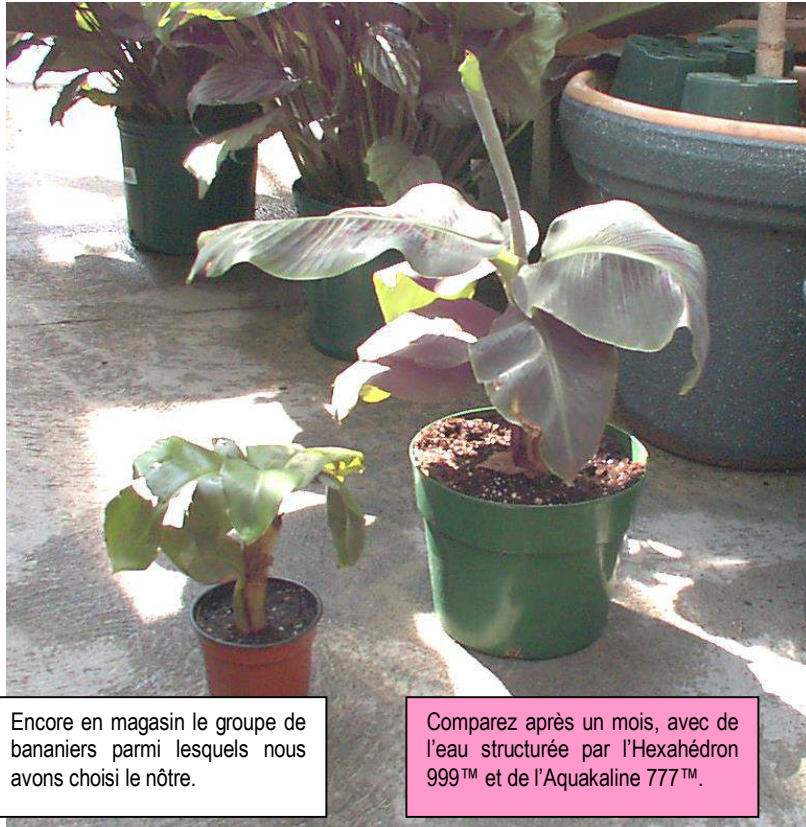 Encore en magasin le groupe de
bananiers parmi lesquels nous
avons choisi le nôtre.
Comparez après un mois, avec de
l'eau structurée par l'Hexahédron
999™ et de l'Aquakaline 777™.